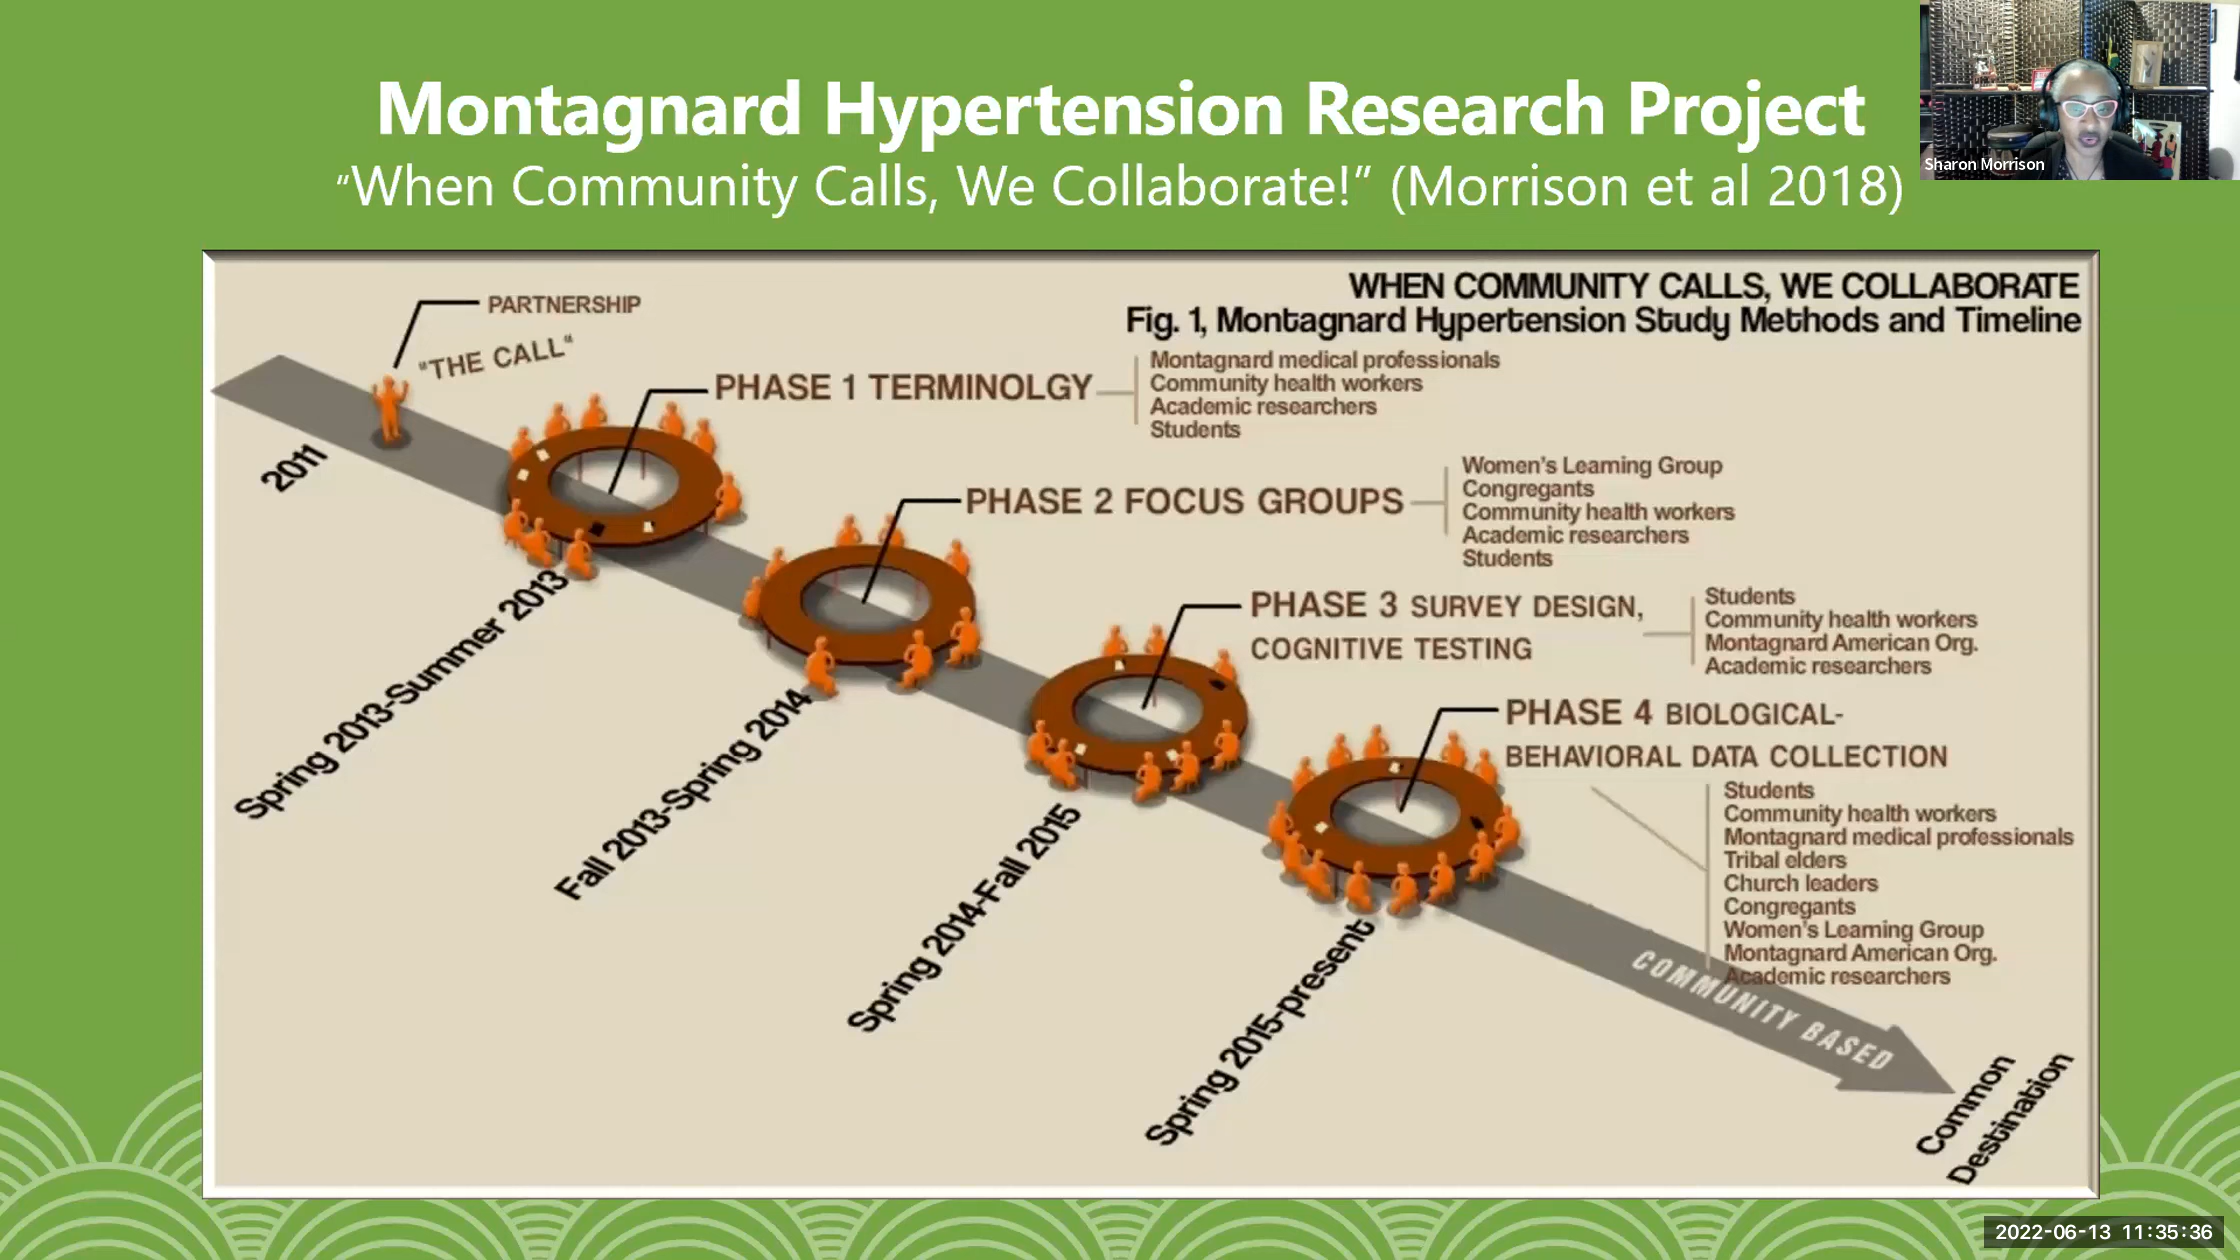 Montagnard Hypertension Research Project
“When Community Calls, We Collaborate!” (Morrison et al 2018)
Sharon Morrison
WHEN COMMUNITY CALLS, WE COLLABORATE
Fig. 1, Montagnard Hypertension Study Methods and Timeline
PARTNERSHIP
"THE CALL"
2011
PHASE 1 TERMINOLGY
Montagnard medical professionals
Community health workers
Academic researchers
Students
Spring 2013-Summer 2013
PHASE 2 FOCUS GROUPS
Women's Learning Group
Congregants
Community health workers
Academic researchers
Students
Fall 2013-Spring 2014
PHASE 3 SURVEY DESIGN,
COGNITIVE TESTING
Students
Community health workers
Montagnard American Org.
Academic researchers
Spring 2014-Fall 2015
PHASE 4 BIOLOGICAL-
BEHAVIORAL DATA COLLECTION
Students
Community health workers
Montagnard medical professionals
Tribal elders
Church leaders
Congregants
Women's Learning Group
Montagnard American Org.
Academic researchers
Spring 2015-present
COMMUNITY BASED
Common
Destination
2022-06-13 11:35:36